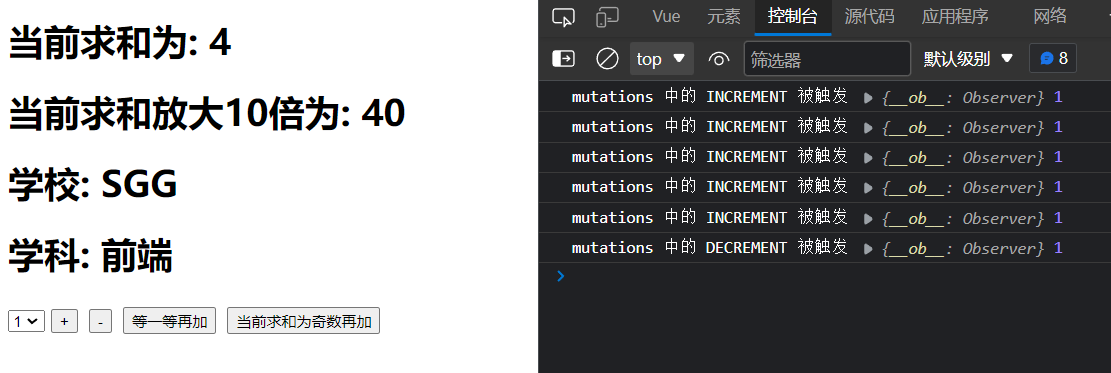 当前求和为: 4
当前求和放大10倍为: 40
学校: SGG
学科: 前端
1 + - 等一等再加 当前求和为奇数再加
Vue 元素 控制台 源代码 应用程序 网络
top 筛选器 默认级别 8
mutations 中的 INCREMENT 被触发 {__ob__: Observer} 1
mutations 中的 INCREMENT 被触发 {__ob__: Observer} 1
mutations 中的 INCREMENT 被触发 {__ob__: Observer} 1
mutations 中的 INCREMENT 被触发 {__ob__: Observer} 1
mutations 中的 INCREMENT 被触发 {__ob__: Observer} 1
mutations 中的 DECREMENT 被触发 {__ob__: Observer} 1